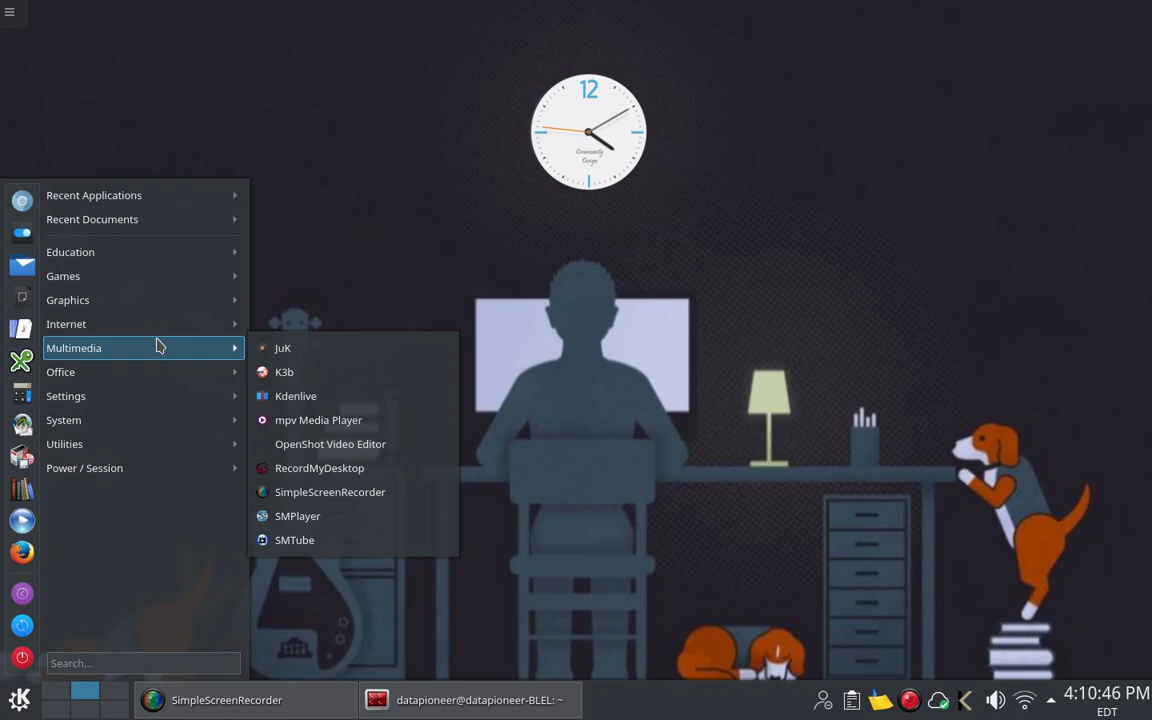 12
Community
Design
Recent Applications
Recent Documents
Education
Games
Graphics
Internet
Multimedia
Office
Settings
System
Utilities
Power / Session
Search...
JuK
K3b
Kdenlive
mpv Media Player
OpenShot Video Editor
RecordMyDesktop
SimpleScreenRecorder
SMPlayer
SMTube
SimpleScreenRecorder
datapioneer@datapioneer-BLEL: ~
4:10:46 PM
EDT